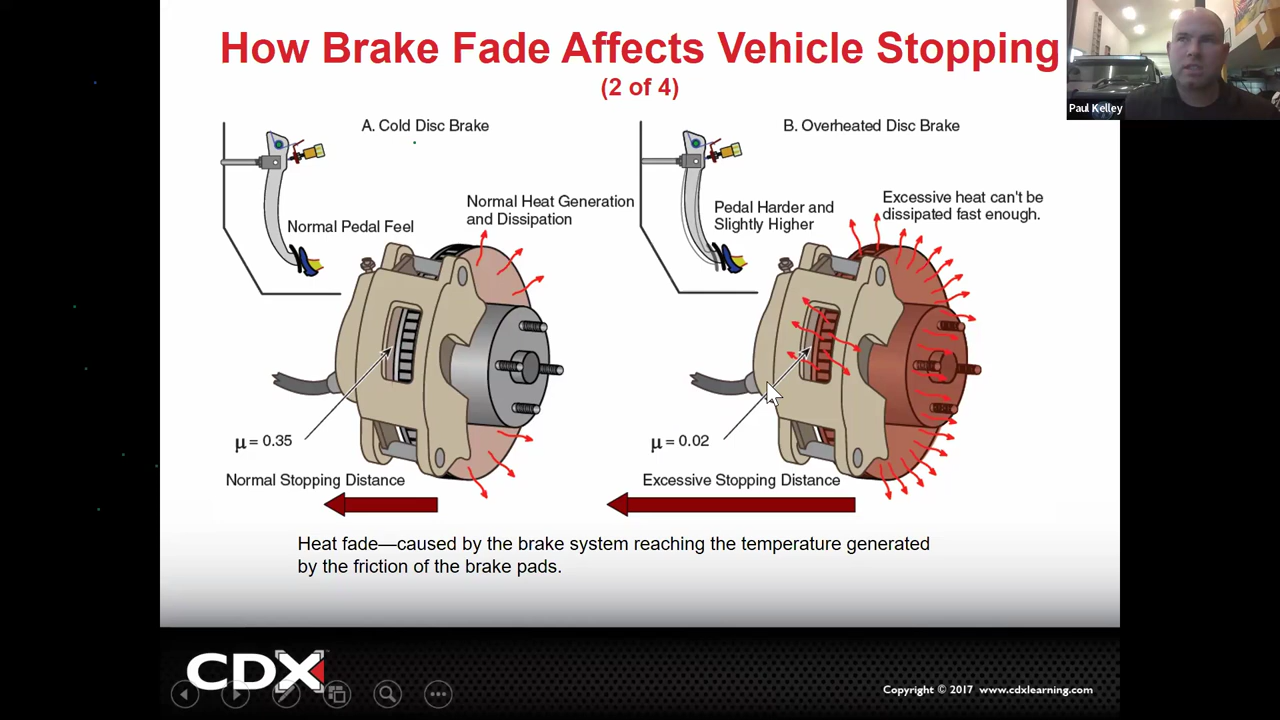 How Brake Fade Affects Vehicle Stopping
(2 of 4)
Paul Kelley
A. Cold Disc Brake
Normal Pedal Feel
Normal Heat Generation
and Dissipation
μ = 0.35
Normal Stopping Distance
B. Overheated Disc Brake
Pedal Harder and
Slightly Higher
Excessive heat can't be
dissipated fast enough.
μ = 0.02
Excessive Stopping Distance
Heat fade—caused by the brake system reaching the temperature generated
by the friction of the brake pads.
CDX
Copyright © 2017 www.cdxlearning.com